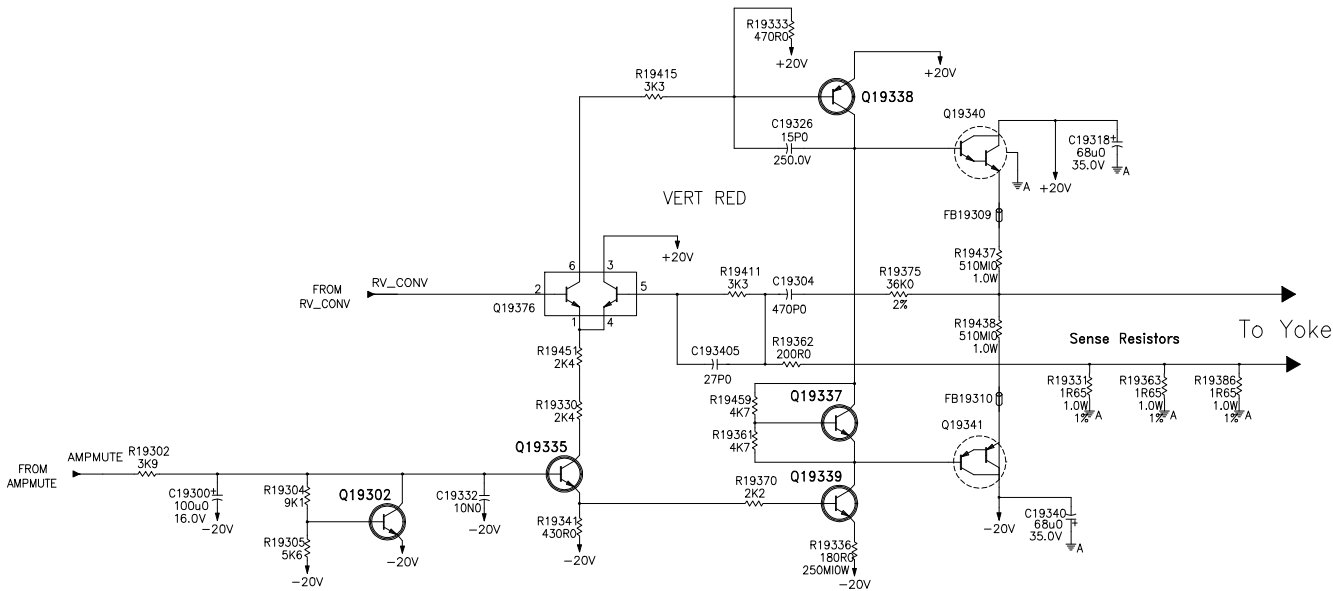 R19333
470R0
+20V
R19415
3K3
+20V
Q19338
C19326
15P0
250.0V
Q19340
C19318+
68u0
35.0V
A
A
+20V
VERT RED
FB19309
6
3
+20V
R19437
510MI0
1.0W
FROM
RV_CONV
RV_CONV
2
5
Q19376
1
4
R19411
3K3
C19304
470P0
R19375
36K0
2%
To Yoke
R19451
2K4
C193405
27P0
R19362
200R0
R19438
510MI0
1.0W
Sense Resistors
R19331
1R65
1.0W
1%
A
R19363
1R65
1.0W
1%
A
R19386
1R65
1.0W
1%
A
R19330
2K4
R19459
4K7
Q19337
FB19310
R19361
4K7
Q19341
FROM
AMPMUTE
AMPMUTE
R19302
3K9
Q19335
R19370
2K2
Q19339
C19300+
100u0
16.0V
-20V
R19304
9K1
Q19302
C19332
10N0
-20V
R19305
5K6
-20V
-20V
R19341
430R0
-20V
R19336
180R0
250MI0W
-20V
-20V
C19340
68u0
35.0V
+
A